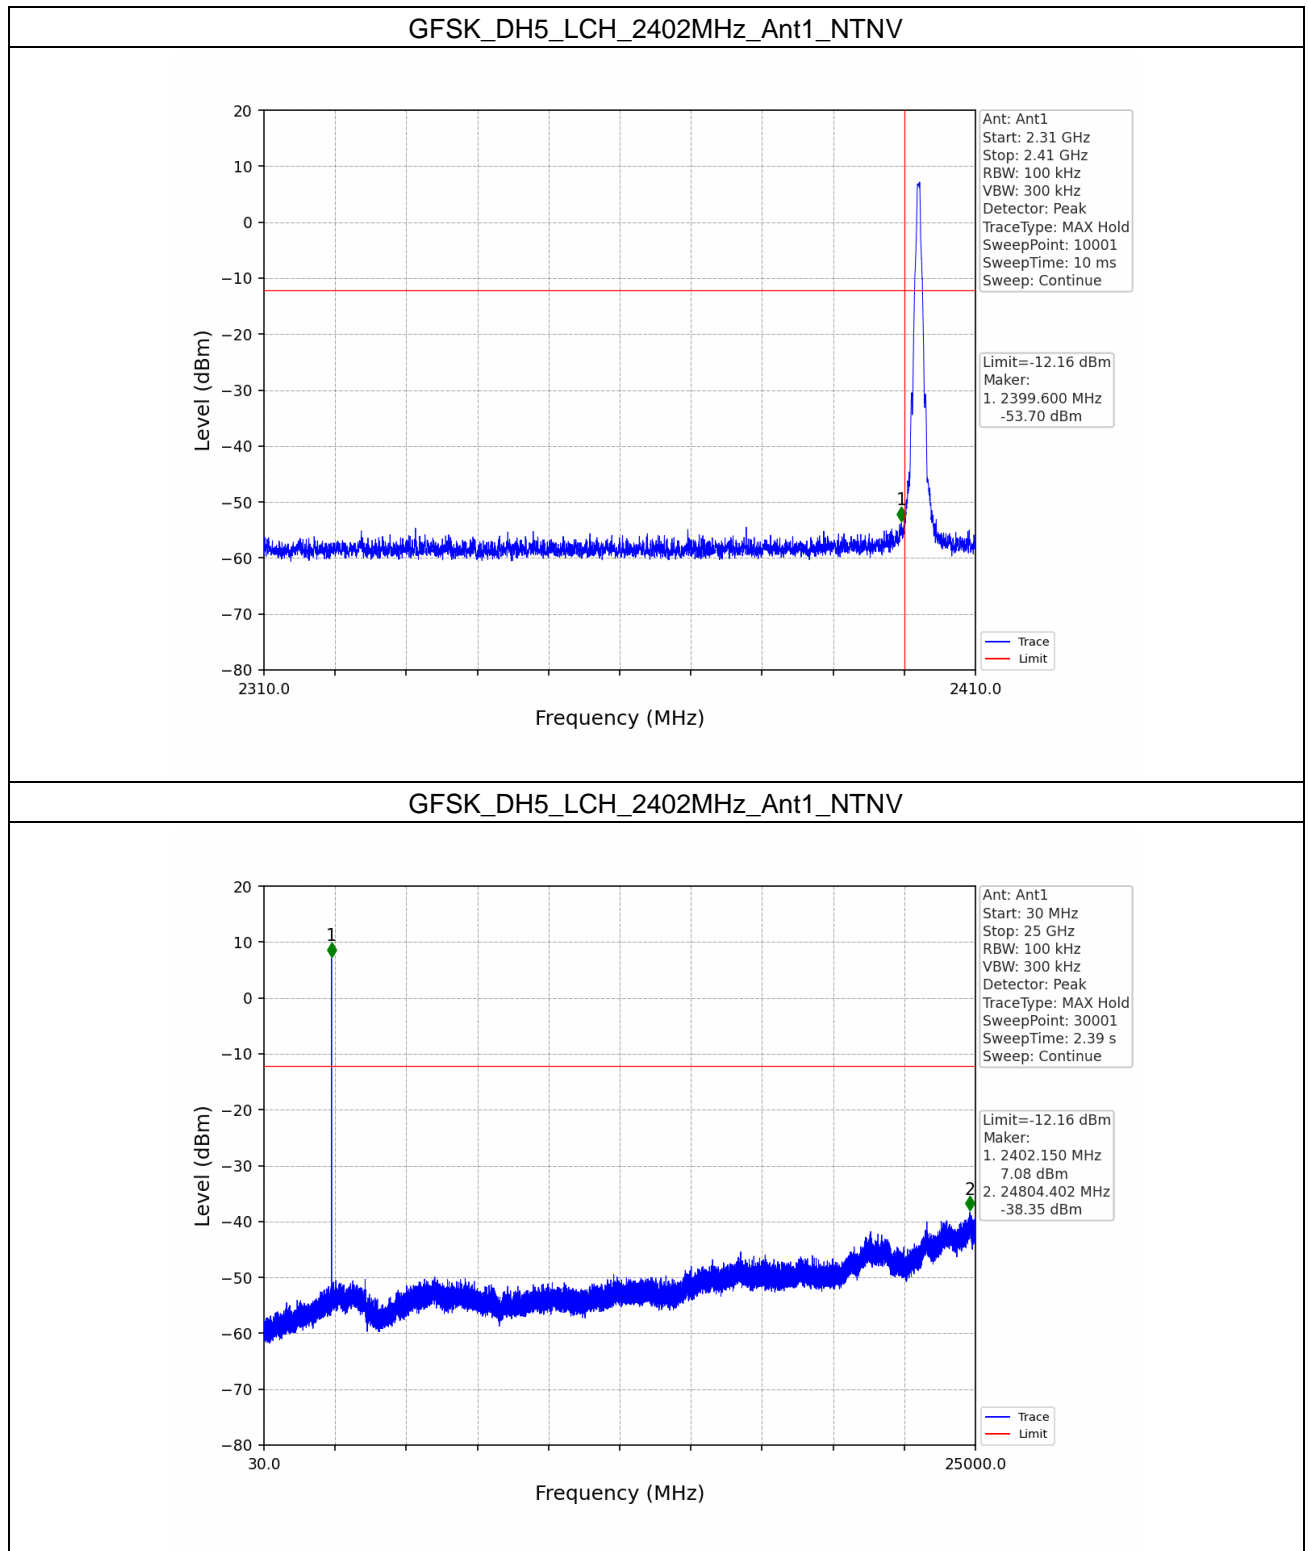 GFSK_DH5_LCH_2402MHz_Ant1_NTNV
20
10
0
−10
−20
−30
−40
−50
−60
−70
−80
Level (dBm)
2310.0
2410.0
Frequency (MHz)
1
Ant: Ant1
Start: 2.31 GHz
Stop: 2.41 GHz
RBW: 100 kHz
VBW: 300 kHz
Detector: Peak
TraceType: MAX Hold
SweepPoint: 10001
SweepTime: 10 ms
Sweep: Continue
Limit=-12.16 dBm
Maker:
1. 2399.600 MHz
-53.70 dBm
Trace
Limit
GFSK_DH5_LCH_2402MHz_Ant1_NTNV
20
10
0
−10
−20
−30
−40
−50
−60
−70
−80
Level (dBm)
30.0
25000.0
Frequency (MHz)
1
2
Ant: Ant1
Start: 30 MHz
Stop: 25 GHz
RBW: 100 kHz
VBW: 300 kHz
Detector: Peak
TraceType: MAX Hold
SweepPoint: 30001
SweepTime: 2.39 s
Sweep: Continue
Limit=-12.16 dBm
Maker:
1. 2402.150 MHz
7.08 dBm
2. 24804.402 MHz
-38.35 dBm
Trace
Limit